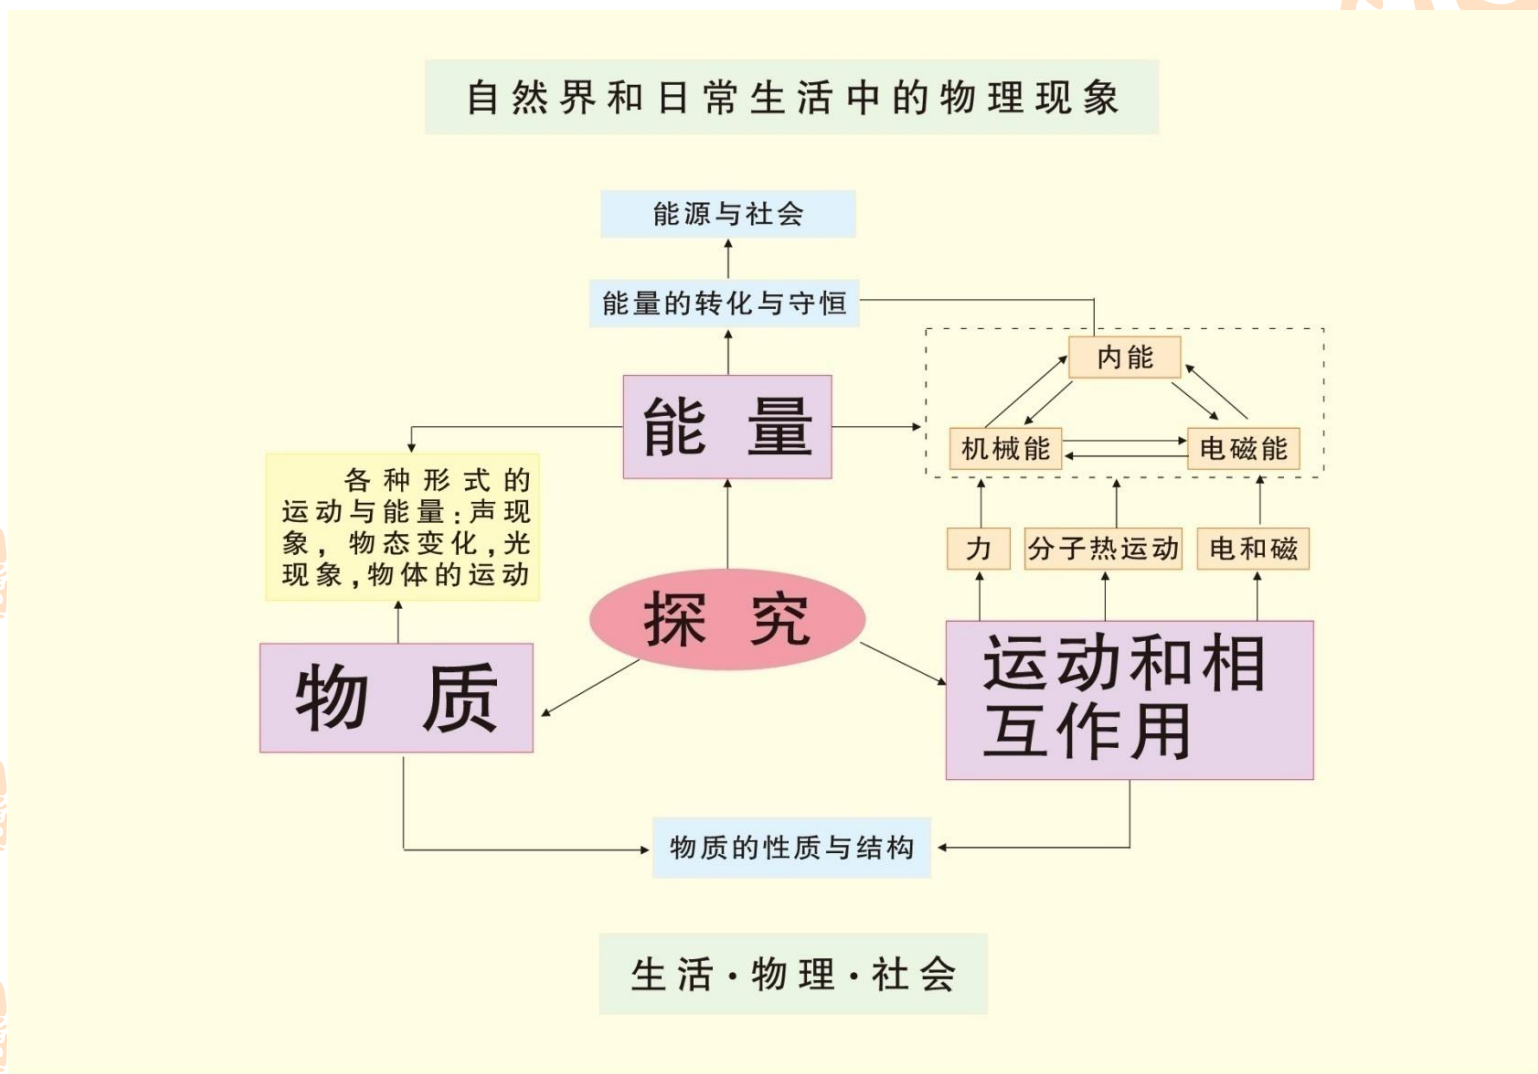 自然界和日常生活中的物理现象
能源与社会
能量的转化与守恒
内能
能 量
机械能
电磁能
各种形式的
运动与能量:声现
象,物态变化,光
现象,物体的运动
力
分子热运动
电和磁
探 究
物 质
运动和相
互作用
物质的性质与结构
生活·物理·社会